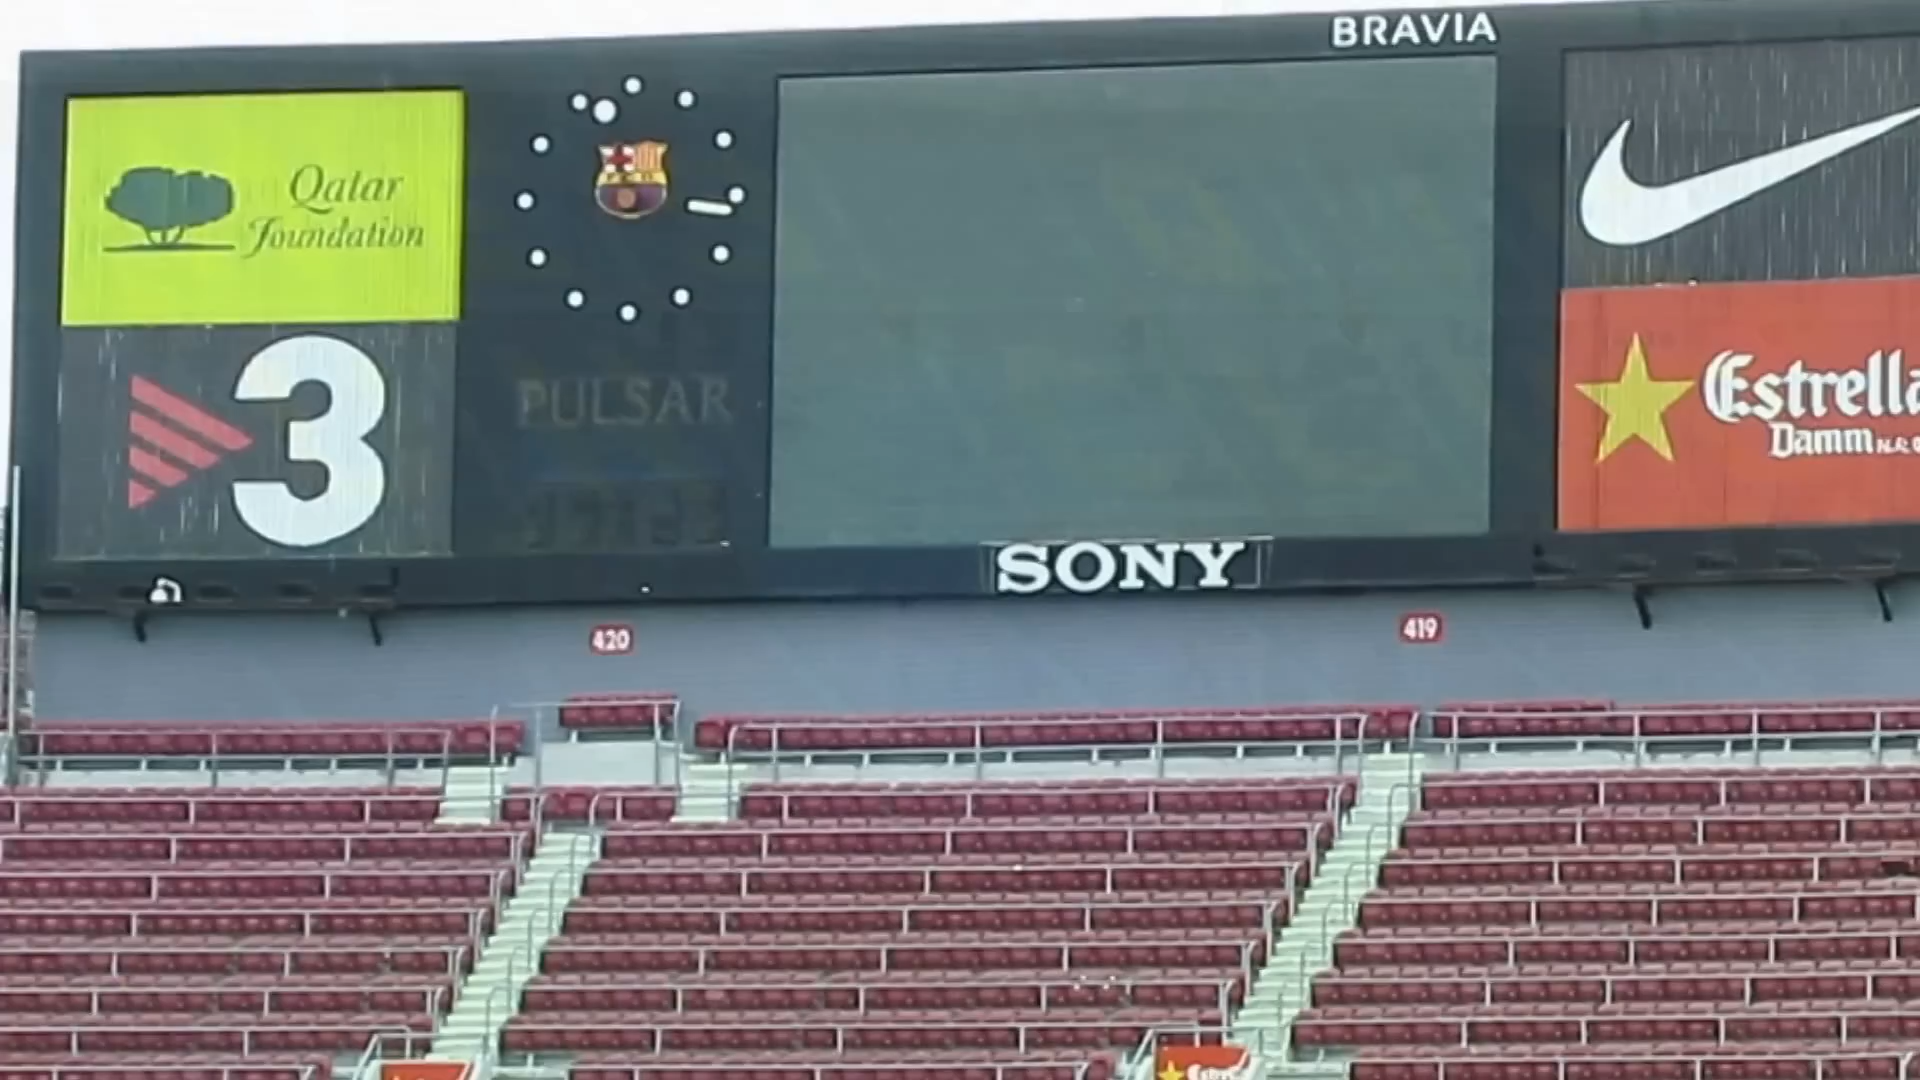 BRAVIA
Qatar
Foundation
3
PULSAR
Estrella
Damm
SONY
420
419